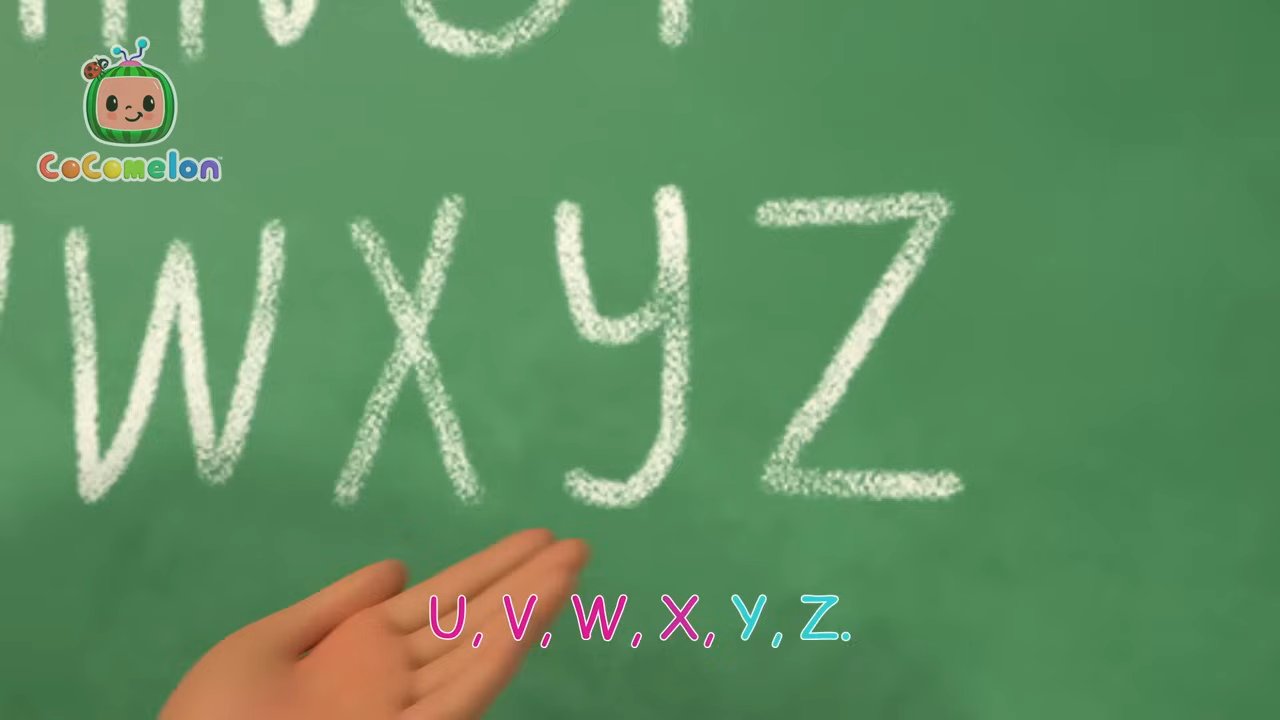 CoComelon
W X Y Z
U, V, W, X, Y, Z.